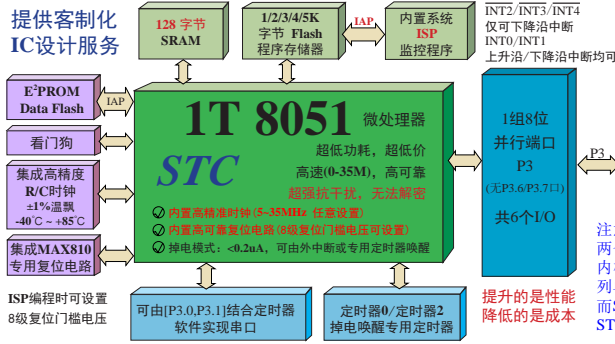 提供客制化
IC设计服务
128 字节
SRAM
1/2/3/4/5K
字节 Flash
程序存储器
IAP
内置系统
ISP
监控程序
INT2/INT3/INT4
仅可下降沿中断
INT0/INT1
上升沿/下降沿中断均可
E²PROM
Data Flash
IAP
看门狗
集成高精度
R/C时钟
±1%温飘
-40℃~+85℃
集成MAX810
专用复位电路
ISP编程时可设置
8级复位门槛电压
1T 8051 微处理器
STC
超低功耗，超低价
高速(0-35M)，高可靠
超强抗干扰，无法解密
内置高精准时钟(5~35MHz 任意设置)
内置高可靠复位电路(8级复位门槛电压可设置)
掉电模式：<0.2uA，可由外中断或专用定时器唤醒
1组8位
并行端口
P3
(无P3.6/P3.7口)
共6个I/O
P3
可由[P3.0,P3.1]结合定时器
软件实现串口
定时器0/定时器2
掉电唤醒专用定时器
提升的是性能
降低的是成本
注
两
内
列
而S
ST